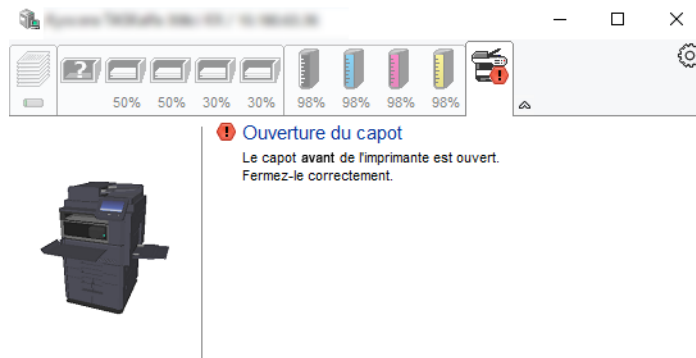 ?
50% 50% 30% 30% 98% 98% 98% 98%
Ouverture du capot
Le capot avant de l'imprimante est ouvert.
Fermez-le correctement.